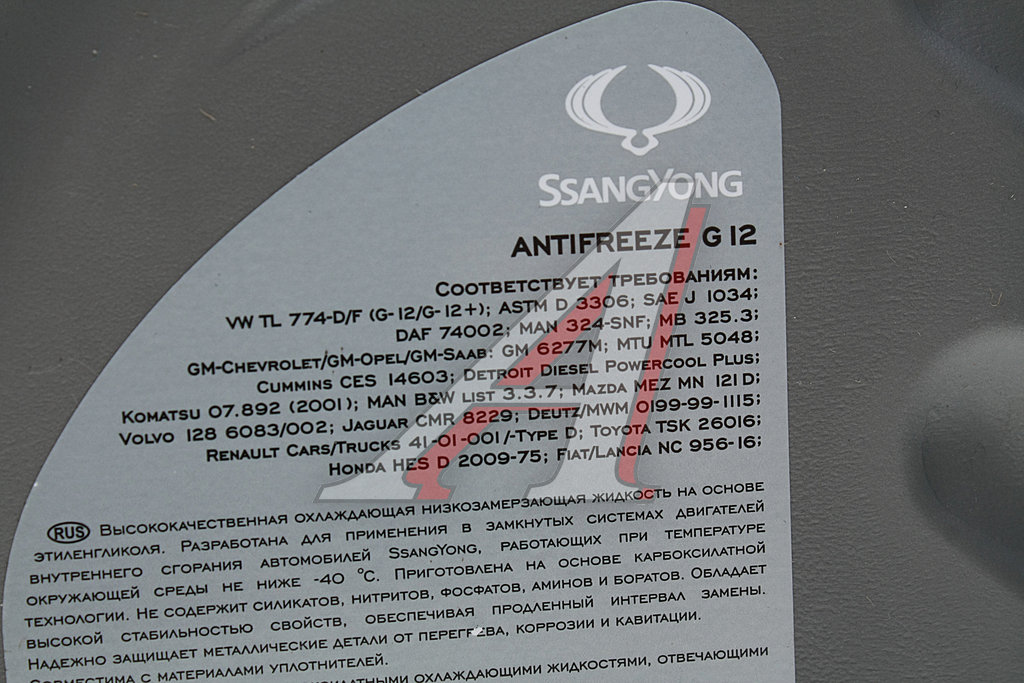 SSANGYONG
ANTIFREEZE G12
СООТВЕТСТВУЕТ ТРЕБОВАНИЯМ:
VW TL 774-D/F (G-12/G-12+); ASTM D 3306; SAE J 1034;
DAF 74002; MAN 324-SNF; MB 325.3;
GM-CHEVROLET/GM-OPEL/GM-SAAB: GM 6277M; MTU MTL 5048;
CUMMINS CES 14603; DETROIT DIESEL POWERCOOL PLUS;
KOMATSU 07.892 (2001); MAN B&W LIST 3.3.7; MAZDA MEZ MN 121D;
VOLVO 128 6083/002; JAGUAR CMR 8229; DEUTZ/MWM 0199-99-1115;
RENAULT CARS/TRUCKS 41-01-001/-TYPE D; TOYOTA TSK 26016;
HONDA HES D 2009-75; FIAT/LANCIA NC 956-16;
RUS ВЫСОКОКАЧЕСТВЕННАЯ ОХЛАЖДАЮЩАЯ НИЗКОЗАМЕРЗАЮЩАЯ ЖИДКОСТЬ НА ОСНОВЕ
ЭТИЛЕНГЛИКОЛЯ. РАЗРАБОТАНА ДЛЯ ПРИМЕНЕНИЯ В ЗАМКНУТЫХ СИСТЕМАХ ДВИГАТЕЛЕЙ
ВНУТРЕННЕГО СГОРАНИЯ АВТОМОБИЛЕЙ SSANGYONG, РАБОТАЮЩИХ ПРИ ТЕМПЕРАТУРЕ
ОКРУЖАЮЩЕЙ СРЕДЫ НЕ НИЖЕ -40 °C. ПРИГОТОВЛЕНА НА ОСНОВЕ КАРБОКСИЛАТНОЙ
ТЕХНОЛОГИИ. НЕ СОДЕРЖИТ СИЛИКАТОВ, НИТРИТОВ, ФОСФАТОВ, АМИНОВ И БОРАТОВ. ОБЛАДАЕТ
ВЫСОКОЙ СТАБИЛЬНОСТЬЮ СВОЙСТВ, ОБЕСПЕЧИВАЯ ПРОДЛЕННЫЙ ИНТЕРВАЛ ЗАМЕНЫ.
НАДЕЖНО ЗАЩИЩАЕТ МЕТАЛЛИЧЕСКИЕ ДЕТАЛИ ОТ ПЕРЕГРЕВА, КОРРОЗИИ И КАВИТАЦИИ.
СОВМЕСТИМА С МАТЕРИАЛАМИ УПЛОТНИТЕЛЕЙ.
ОХЛАЖДАЮЩИМИ ЖИДКОСТЯМИ, ОТВЕЧАЮЩИМИ